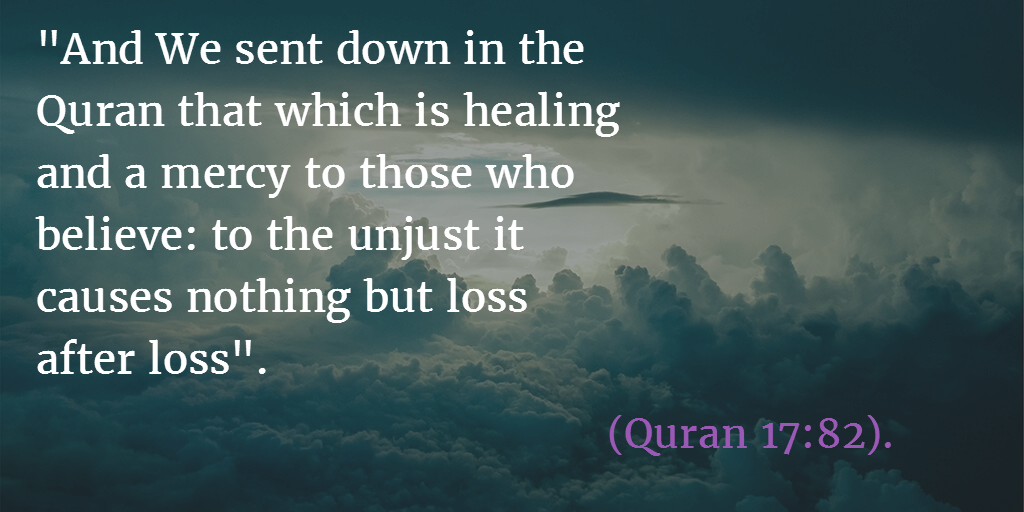 "And We sent down in the
Quran that which is healing
and a mercy to those who
believe: to the unjust it
causes nothing but loss
after loss".
(Quran 17:82).